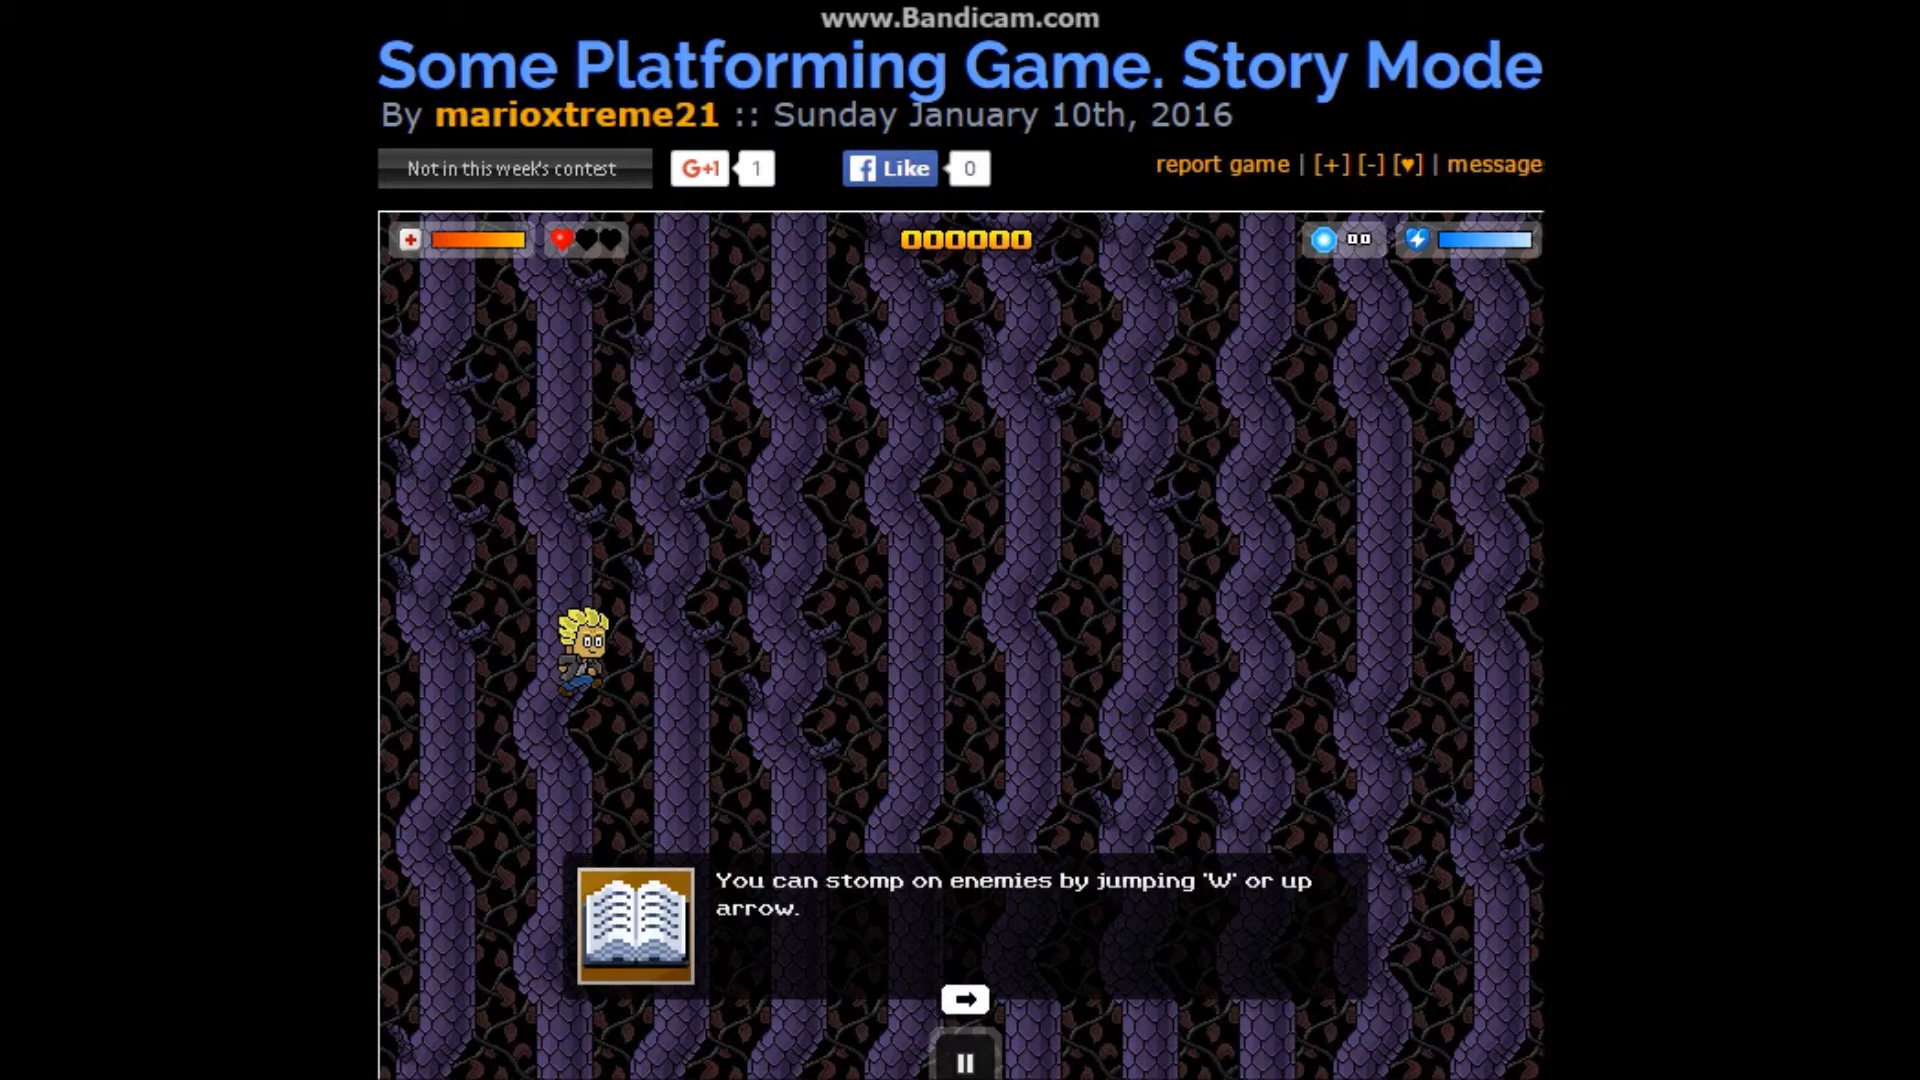 www.Bandicam.com
Some Platforming Game. Story Mode
By marioxtreme21 :: Sunday January 10th, 2016
Not in this week's contest G+1 1 Like 0 report game | [+] [-] [♥] | message
000000 00
You can stomp on enemies by jumping 'W' or up
arrow.